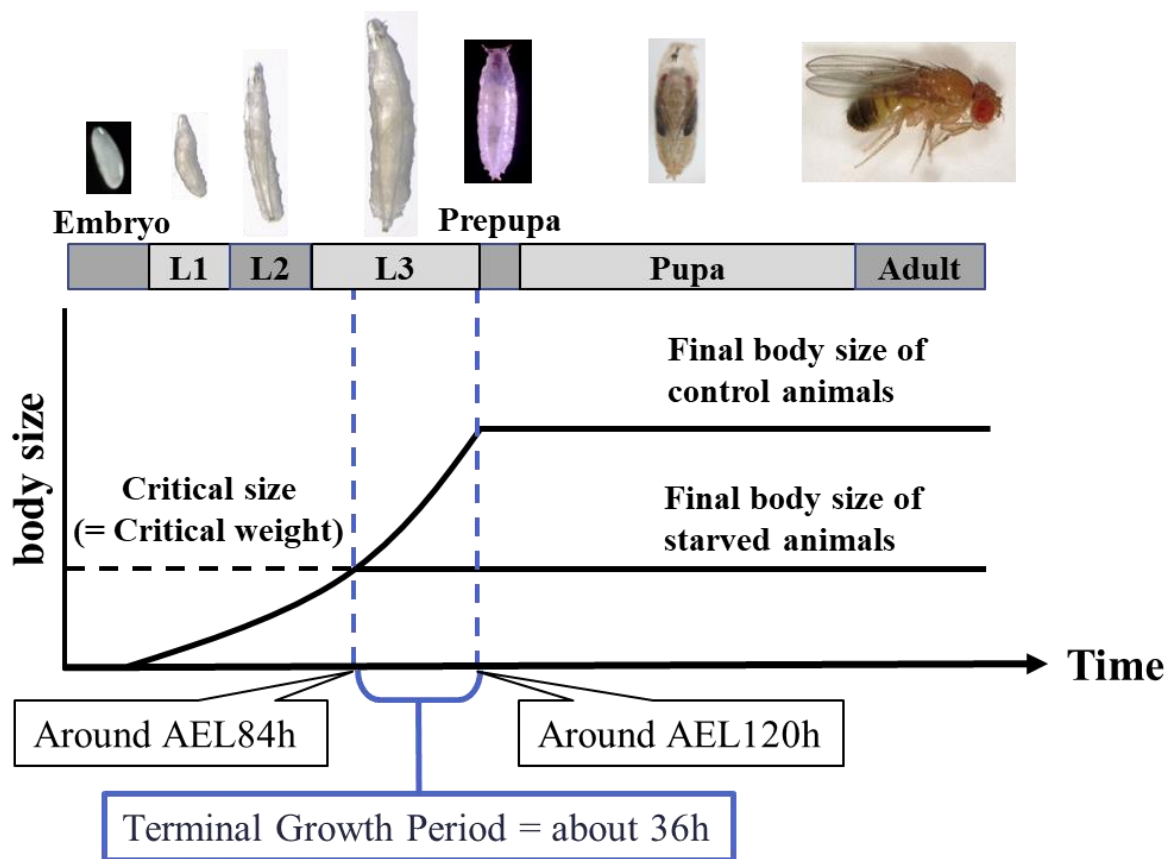 Embryo
Prepupa
L1
L2
L3
Pupa
Adult
body size
Final body size of
control animals
Critical size
(= Critical weight)
Final body size of
starved animals
Time
Around AEL84h
Around AEL120h
Terminal Growth Period = about 36h